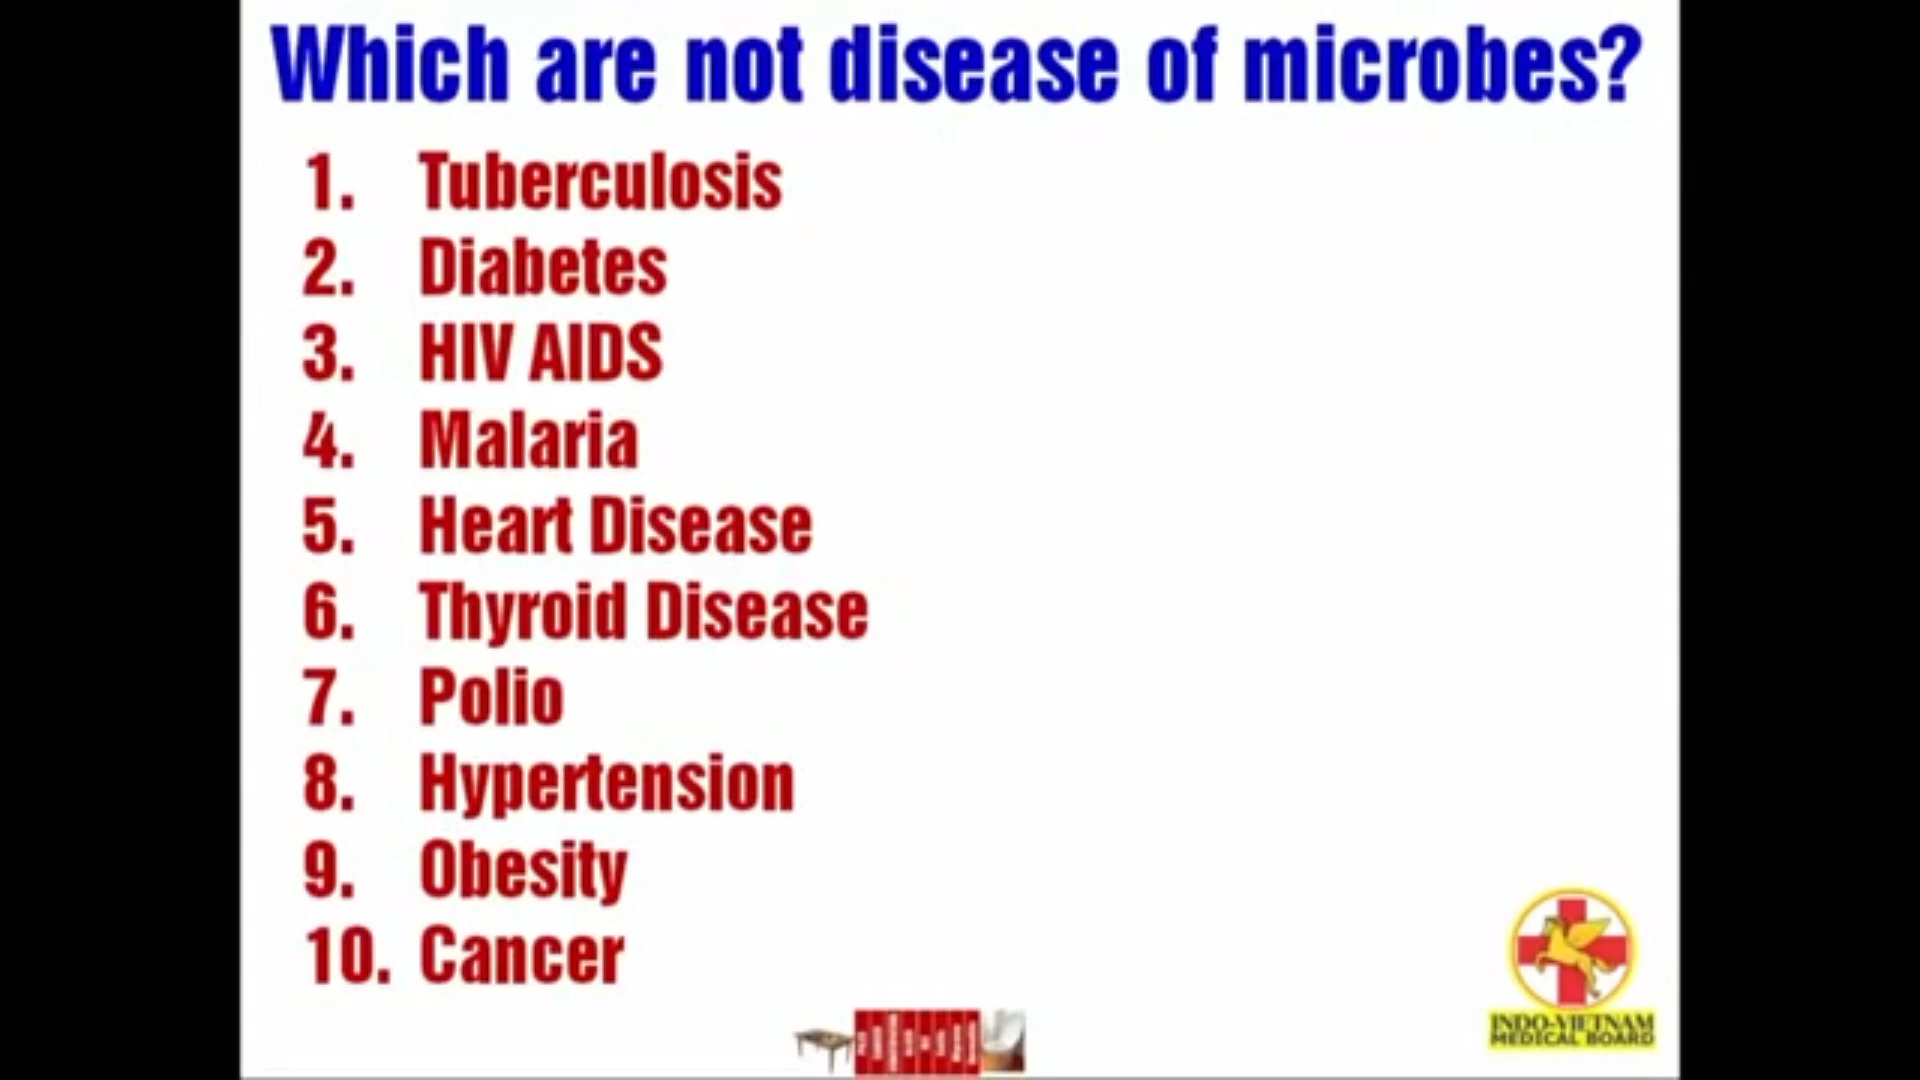 Which are not disease of microbes?
1. Tuberculosis
2. Diabetes
3. HIV AIDS
4. Malaria
5. Heart Disease
6. Thyroid Disease
7. Polio
8. Hypertension
9. Obesity
10. Cancer
INDO-VIETNAM
MEDICAL BOARD